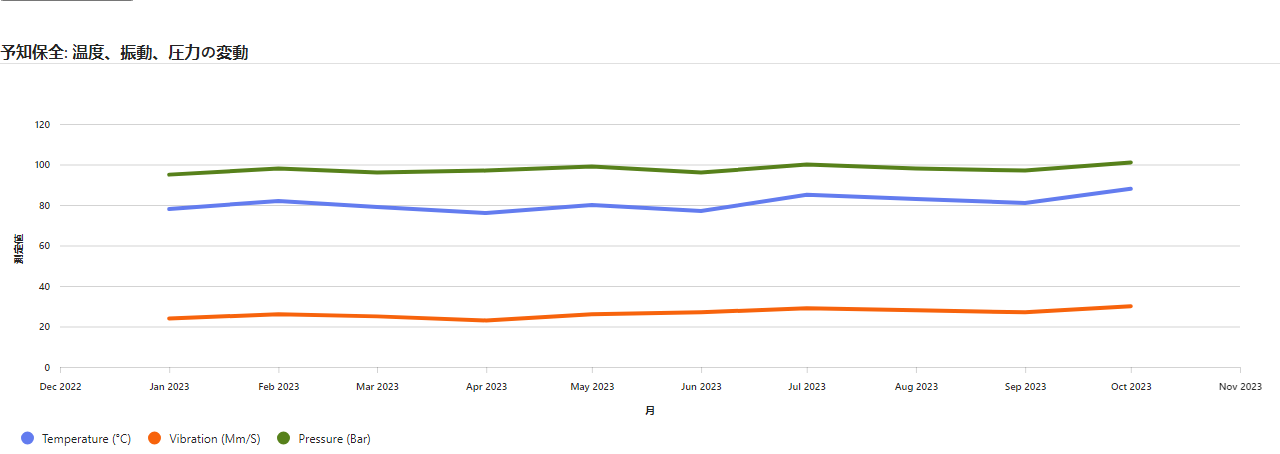 予知保全: 温度、振動、圧力の変動
120
100
80
60
40
20
0
測定値
Dec 2022 Jan 2023 Feb 2023 Mar 2023 Apr 2023 May 2023 Jun 2023 Jul 2023 Aug 2023 Sep 2023 Oct 2023 Nov 2023
月
Temperature (°C) Vibration (Mm/S) Pressure (Bar)